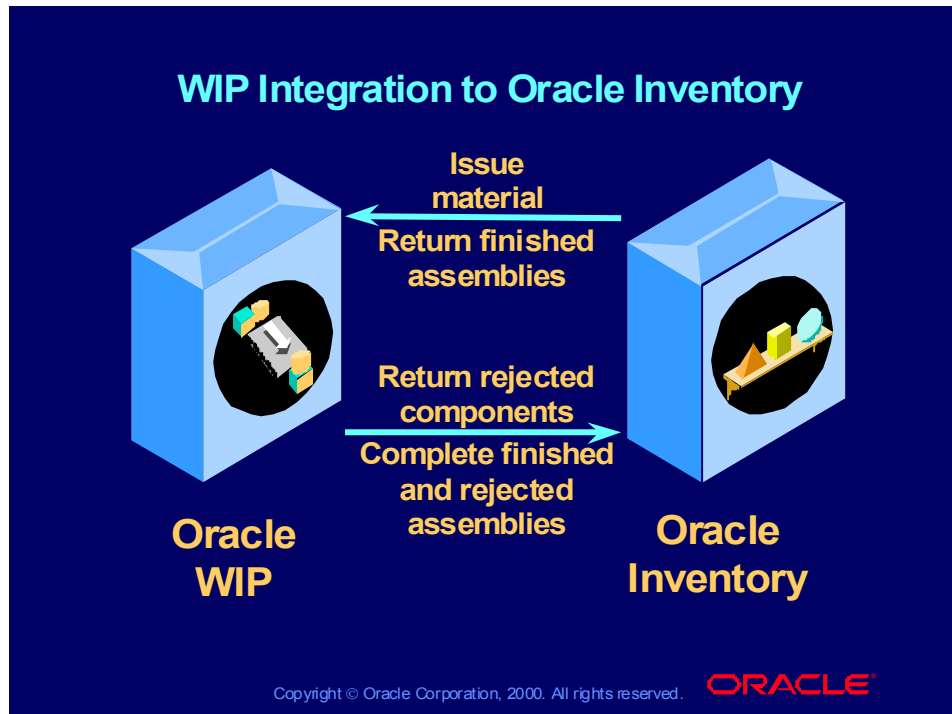 WIP Integration to Oracle Inventory
Issue
material
Return finished
assemblies
Return rejected
components
Complete finished
and rejected
assemblies
Oracle
WIP
Oracle
Inventory
Copyright © Oracle Corporation, 2000. All rights reserved.
ORACLE®